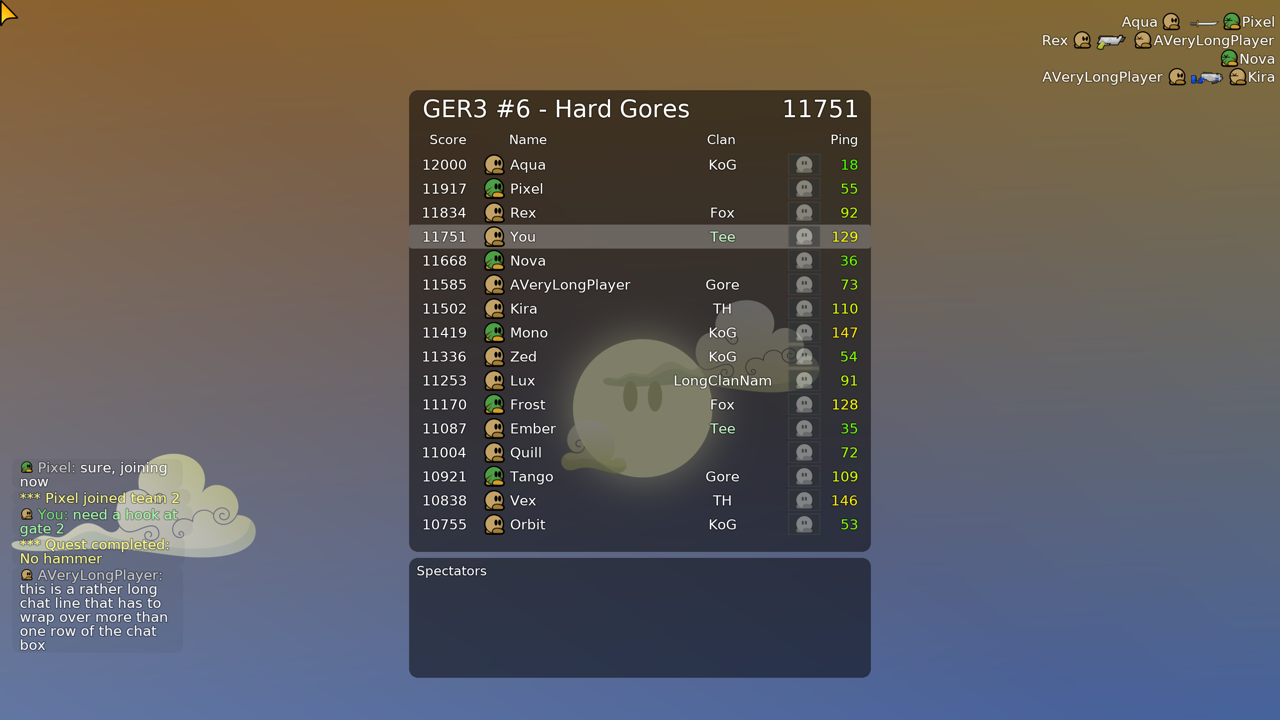 Aqua Pixel
Rex AVeryLongPlayer
Nova
AVeryLongPlayer Kira
GER3 #6 - Hard Gores 11751
Score Name Clan Ping
12000 Aqua KoG 18
11917 Pixel 55
11834 Rex Fox 92
11751 You Tee 129
11668 Nova 36
11585 AVeryLongPlayer Gore 73
11502 Kira TH 110
11419 Mono KoG 147
11336 Zed KoG 54
11253 Lux LongClanNam 91
11170 Frost Fox 128
11087 Ember Tee 35
11004 Quill 72
10921 Tango Gore 109
10838 Vex TH 146
10755 Orbit KoG 53
Spectators
Pixel: sure, joining
now
*** Pixel joined team 2
You: need a hook at
gate 2
*** Quest completed:
No hammer
AVeryLongPlayer:
this is a rather long
chat line that has to
wrap over more than
one row of the chat
box